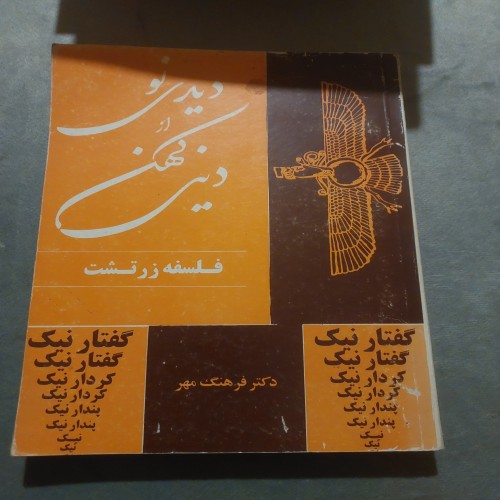 دیدی نو
از
دینی کهن
فلسفه زرتشت
گفتار نیک
گفتار نیک
کردار نیک
کردار نیک
پندار نیک
پندار نیک
نیک
نیک
دکتر فرهنگ مهر
گفتار نیک
گفتار نیک
کردار نیک
کردار نیک
پندار نیک
پندار نیک
نیک
نیک